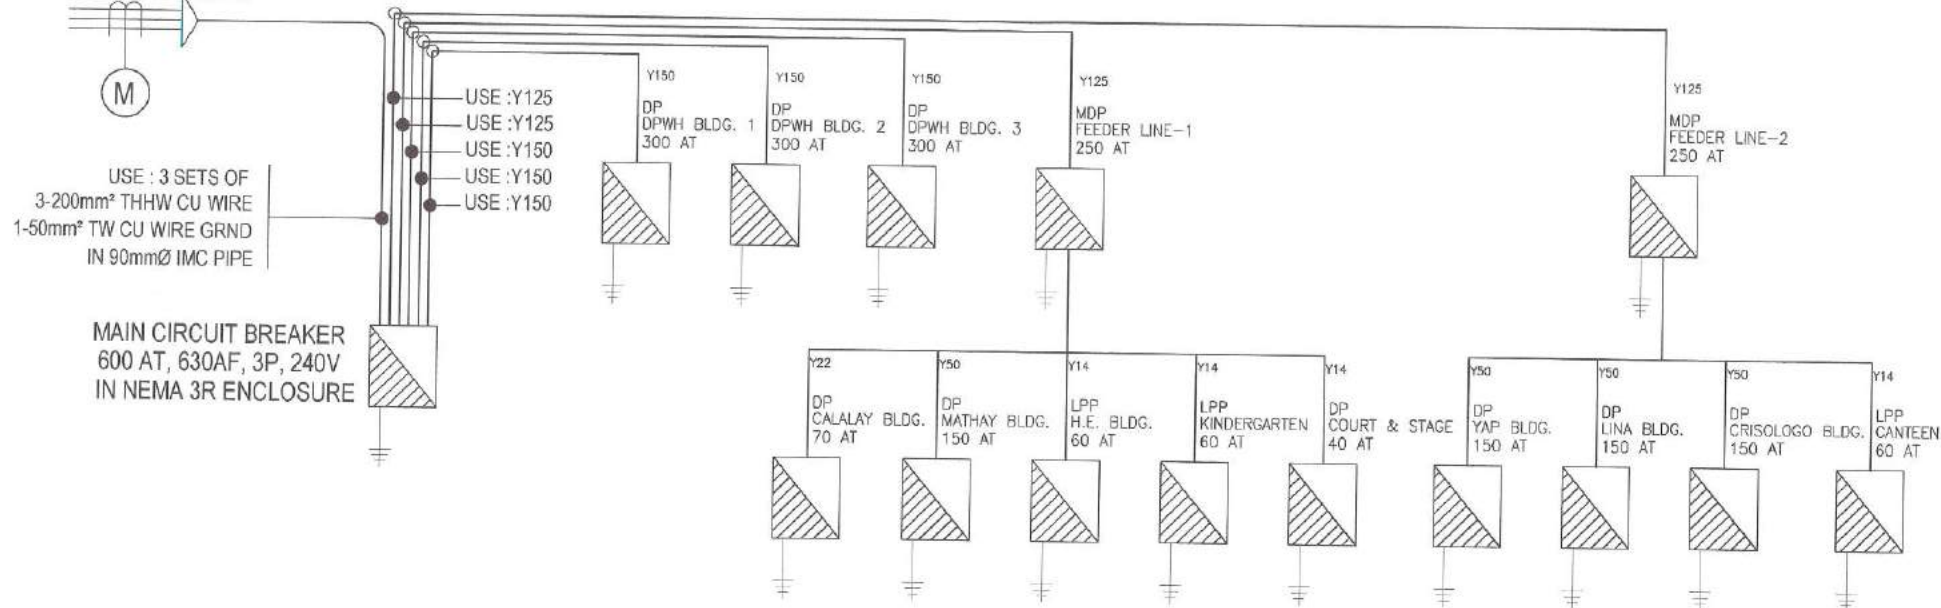 M
USE :Y125
USE :Y125
USE :Y150
USE :Y150
USE :Y150
USE : 3 SETS OF
3-200mm² THHW CU WIRE
1-50mm² TW CU WIRE GRND
IN 90mmØ IMC PIPE
MAIN CIRCUIT BREAKER
600 AT, 630AF, 3P, 240V
IN NEMA 3R ENCLOSURE
Y150
DP
DPWH BLDG. 1
300 AT
Y150
DP
DPWH BLDG. 2
300 AT
Y150
DP
DPWH BLDG. 3
300 AT
Y125
MDP
FEEDER LINE-1
250 AT
Y125
MDP
FEEDER LINE-2
250 AT
Y22
DP
CALALAY BLDG.
70 AT
Y50
DP
MATHAY BLDG.
150 AT
Y14
LPP
H.E. BLDG.
60 AT
Y14
LPP
KINDERGARTEN
60 AT
Y14
DP
COURT & STAGE
40 AT
Y50
DP
YAP BLDG.
150 AT
Y50
DP
LINA BLDG.
150 AT
Y50
DP
CRISOLOGO BLDG.
150 AT
Y14
LPP
CANTEEN
60 AT